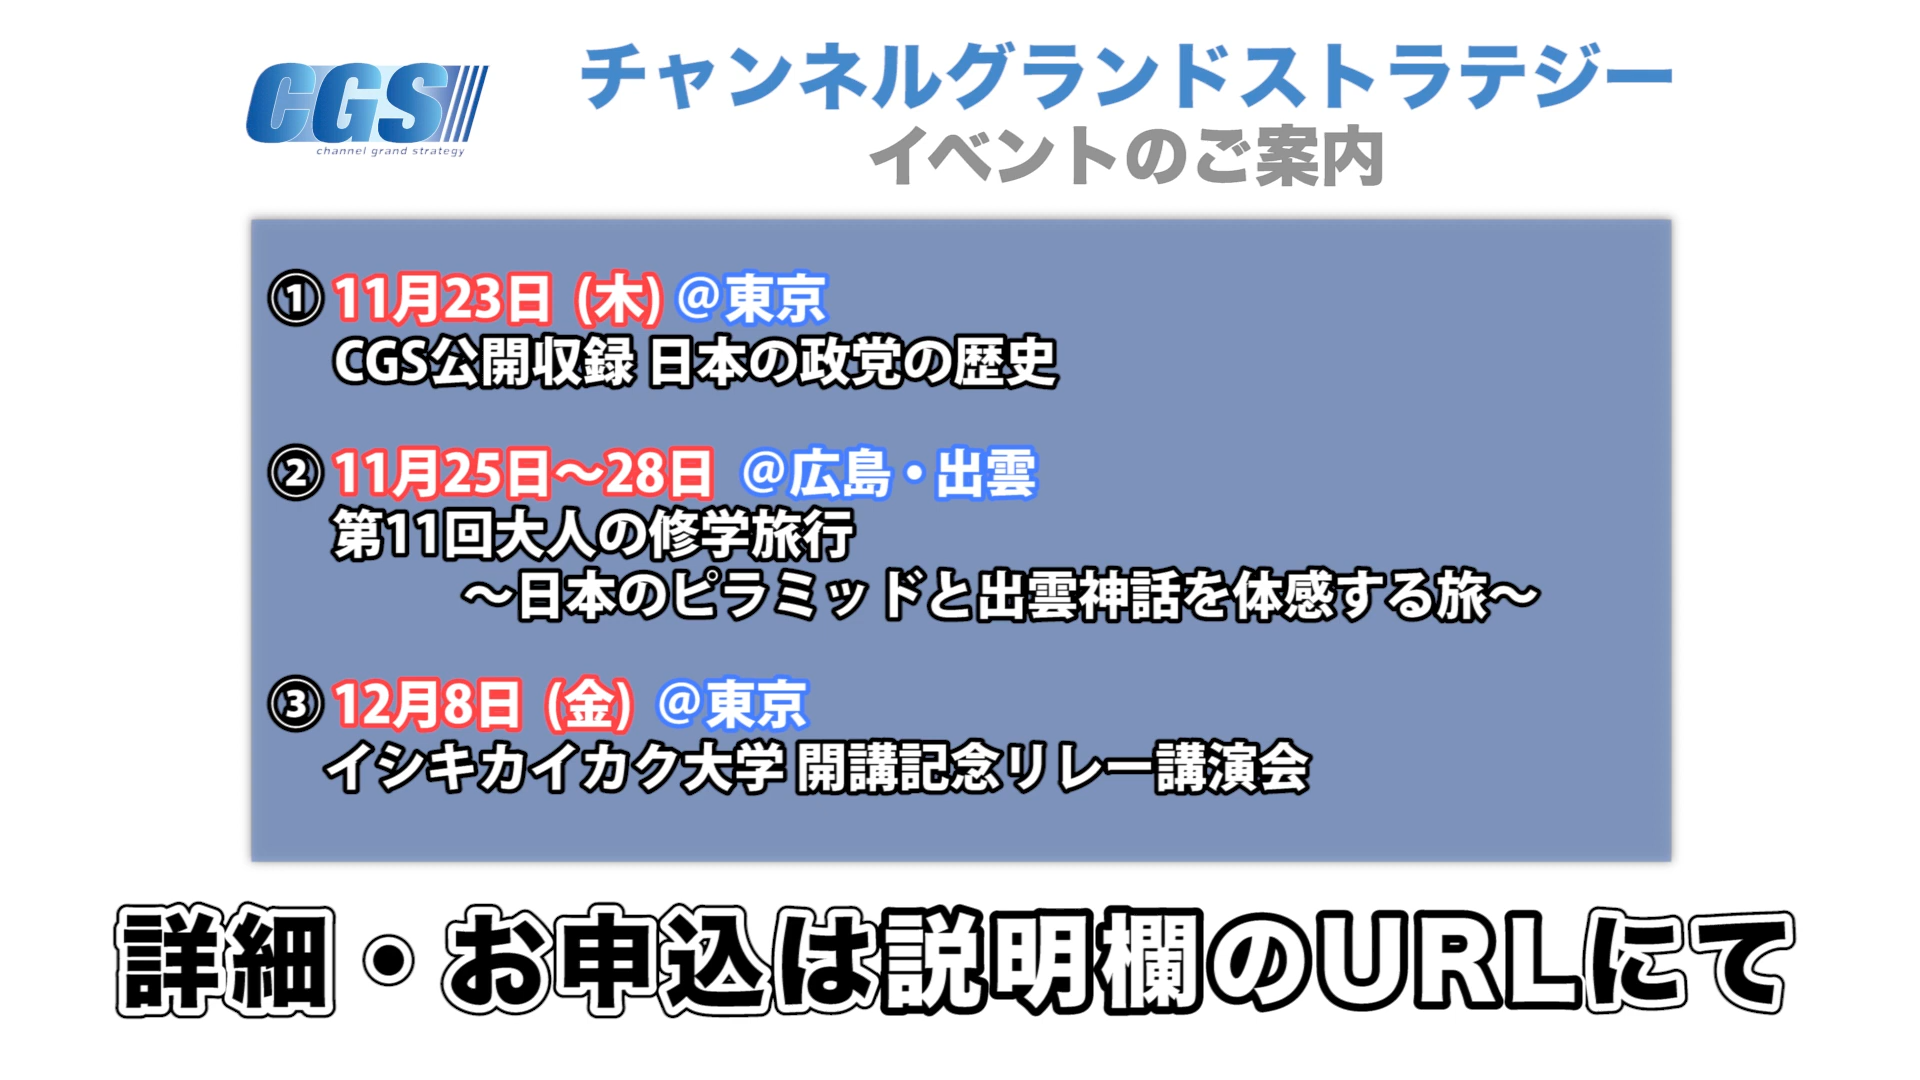 CGS
channel grand strategy
チャンネルグランドストラテジー
イベントのご案内
① 11月23日 (木) @東京
CGS公開収録 日本の政党の歴史
② 11月25日～28日 @広島・出雲
第11回大人の修学旅行
～日本のピラミッドと出雲神話を体感する旅～
③ 12月8日 (金) @東京
イシキカイカク大学 開講記念リレー講演会
詳細・お申込は説明欄のURLにて